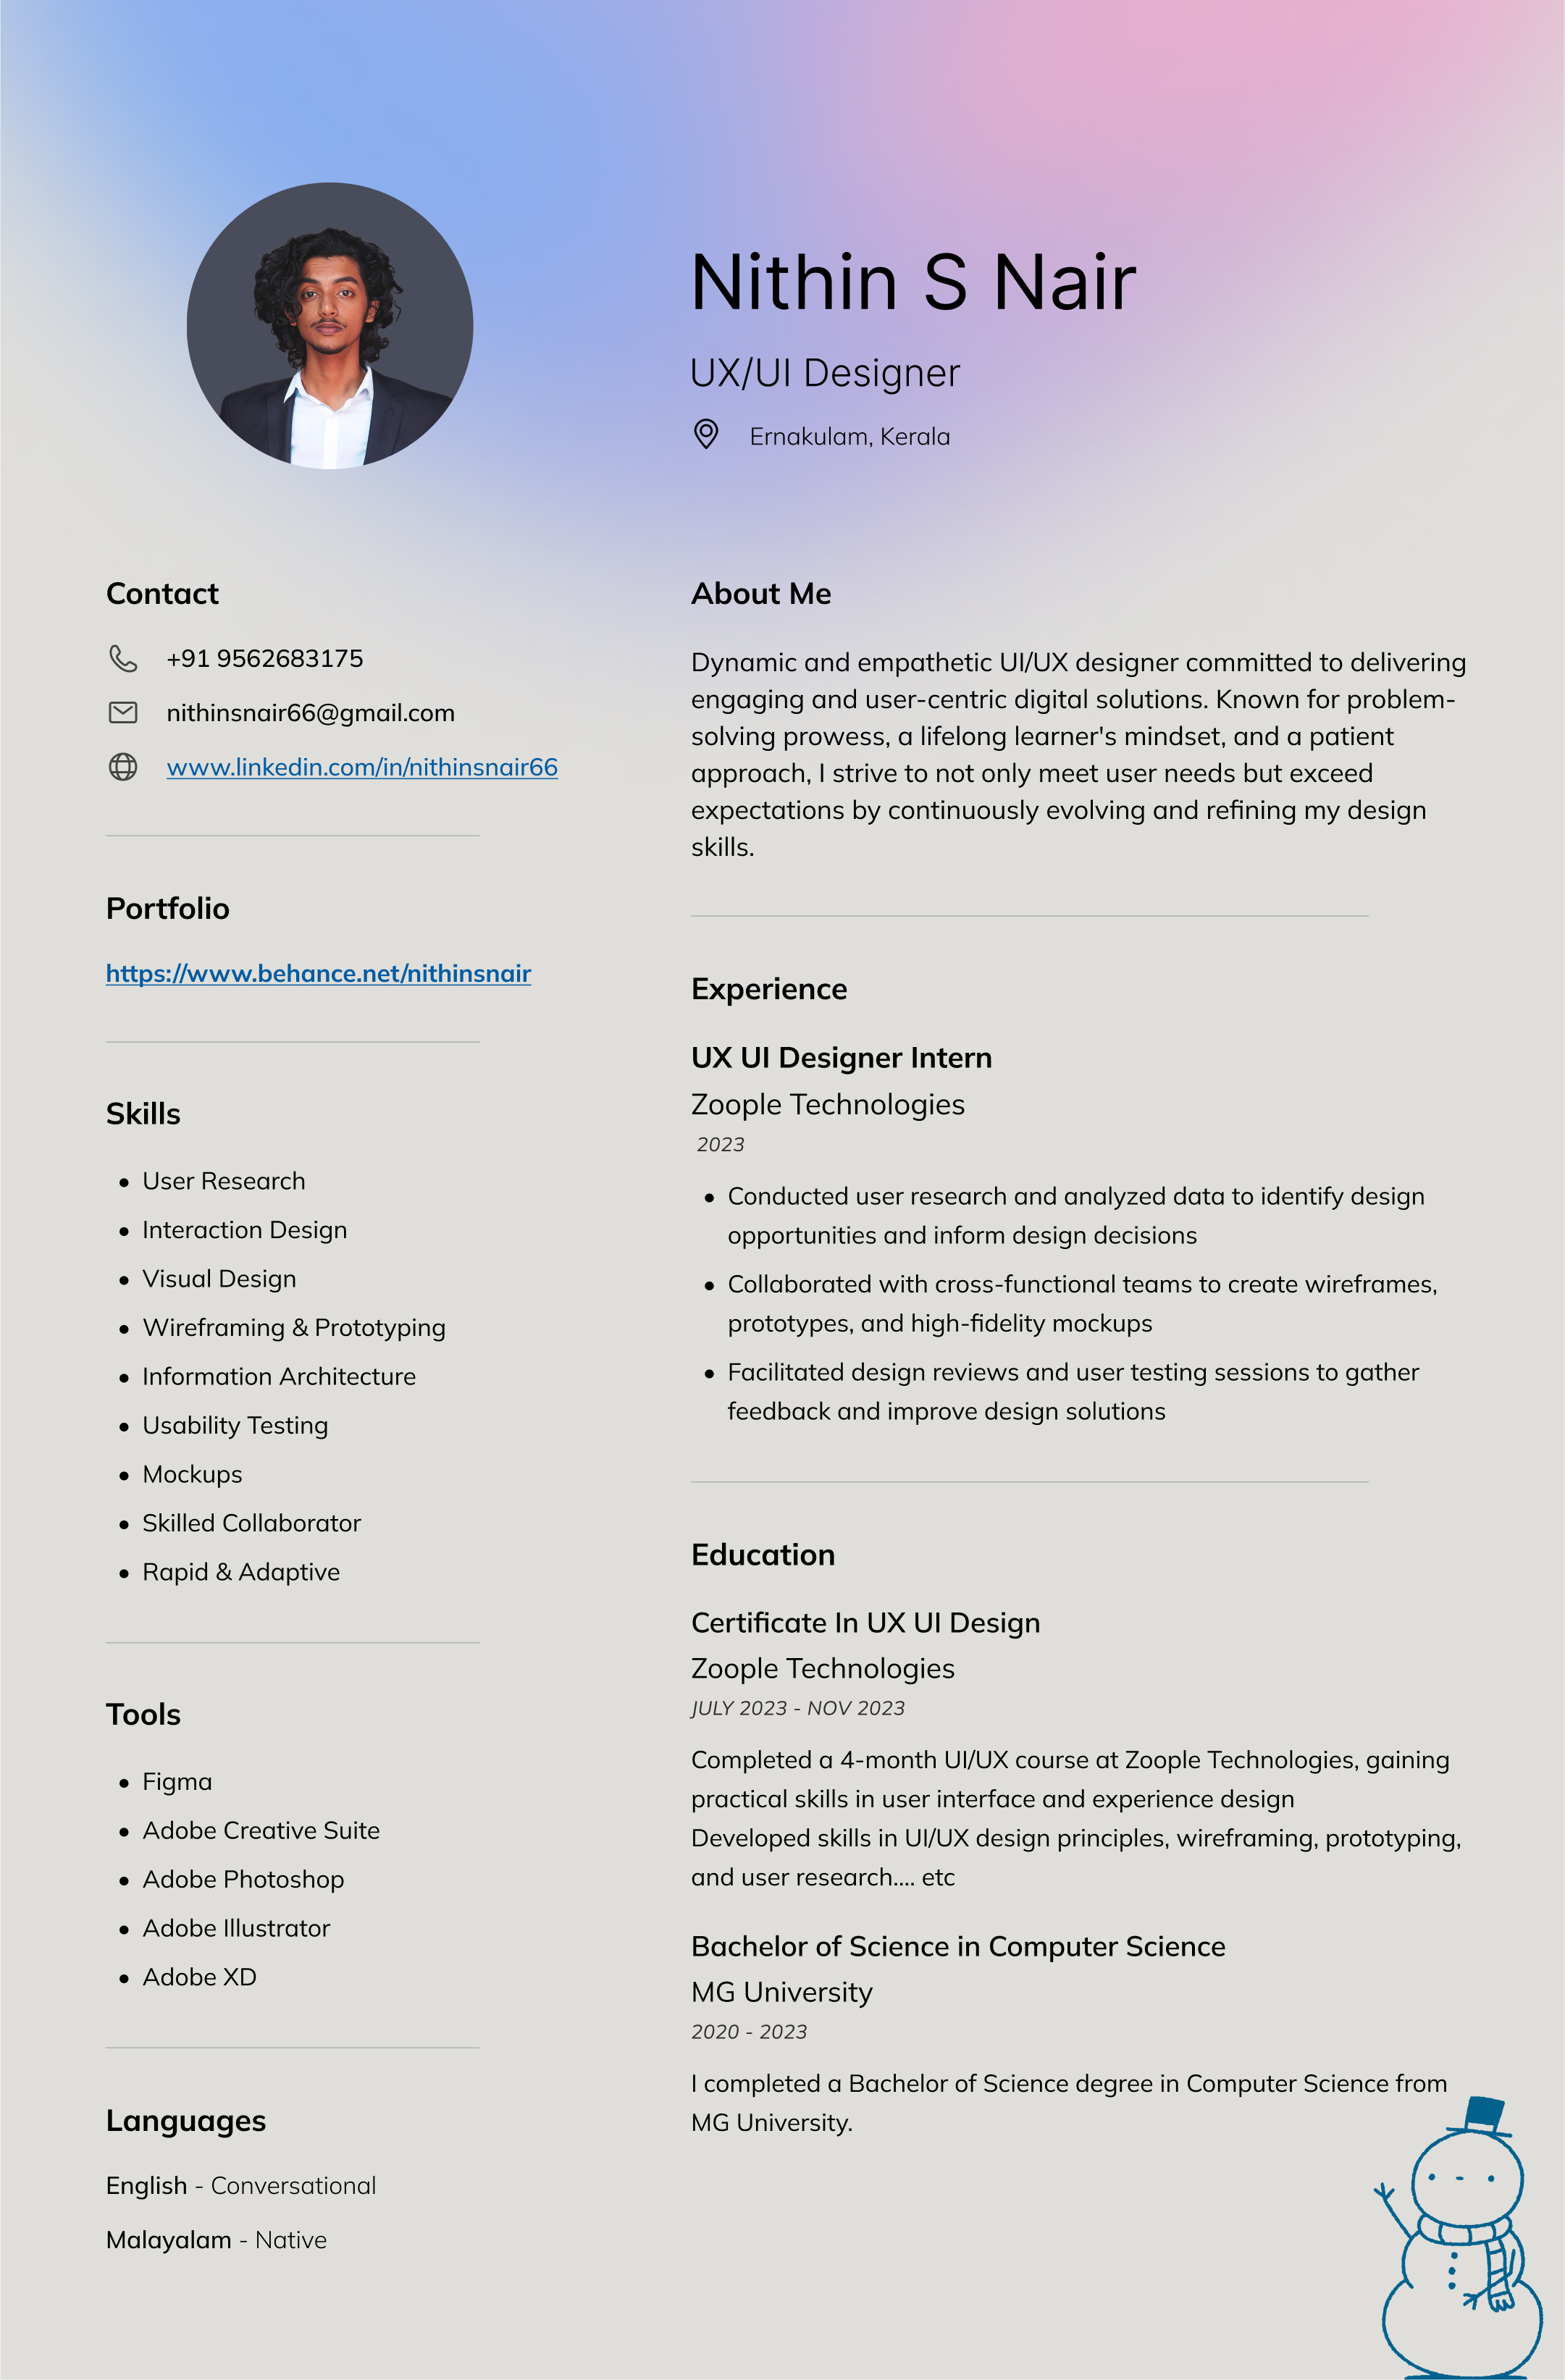 Nithin S Nair
UX/UI Designer
Ernakulam, Kerala
Contact
+91 9562683175
nithinsnair66@gmail.com
www.linkedin.com/in/nithinsnair66
Portfolio
https://www.behance.net/nithinsnair
Skills
• User Research
• Interaction Design
• Visual Design
• Wireframing & Prototyping
• Information Architecture
• Usability Testing
• Mockups
• Skilled Collaborator
• Rapid & Adaptive
Tools
• Figma
• Adobe Creative Suite
• Adobe Photoshop
• Adobe Illustrator
• Adobe XD
Languages
English - Conversational
Malayalam - Native
About Me
Dynamic and empathetic UI/UX designer committed to delivering
engaging and user-centric digital solutions. Known for problem-
solving prowess, a lifelong learner's mindset, and a patient
approach, I strive to not only meet user needs but exceed
expectations by continuously evolving and refining my design
skills.
Experience
UX UI Designer Intern
Zoople Technologies
2023
• Conducted user research and analyzed data to identify design
opportunities and inform design decisions
• Collaborated with cross-functional teams to create wireframes,
prototypes, and high-fidelity mockups
• Facilitated design reviews and user testing sessions to gather
feedback and improve design solutions
Education
Certificate In UX UI Design
Zoople Technologies
JULY 2023 - NOV 2023
Completed a 4-month UI/UX course at Zoople Technologies, gaining
practical skills in user interface and experience design
Developed skills in UI/UX design principles, wireframing, prototyping,
and user research.... etc
Bachelor of Science in Computer Science
MG University
2020 - 2023
I completed a Bachelor of Science degree in Computer Science from
MG University.